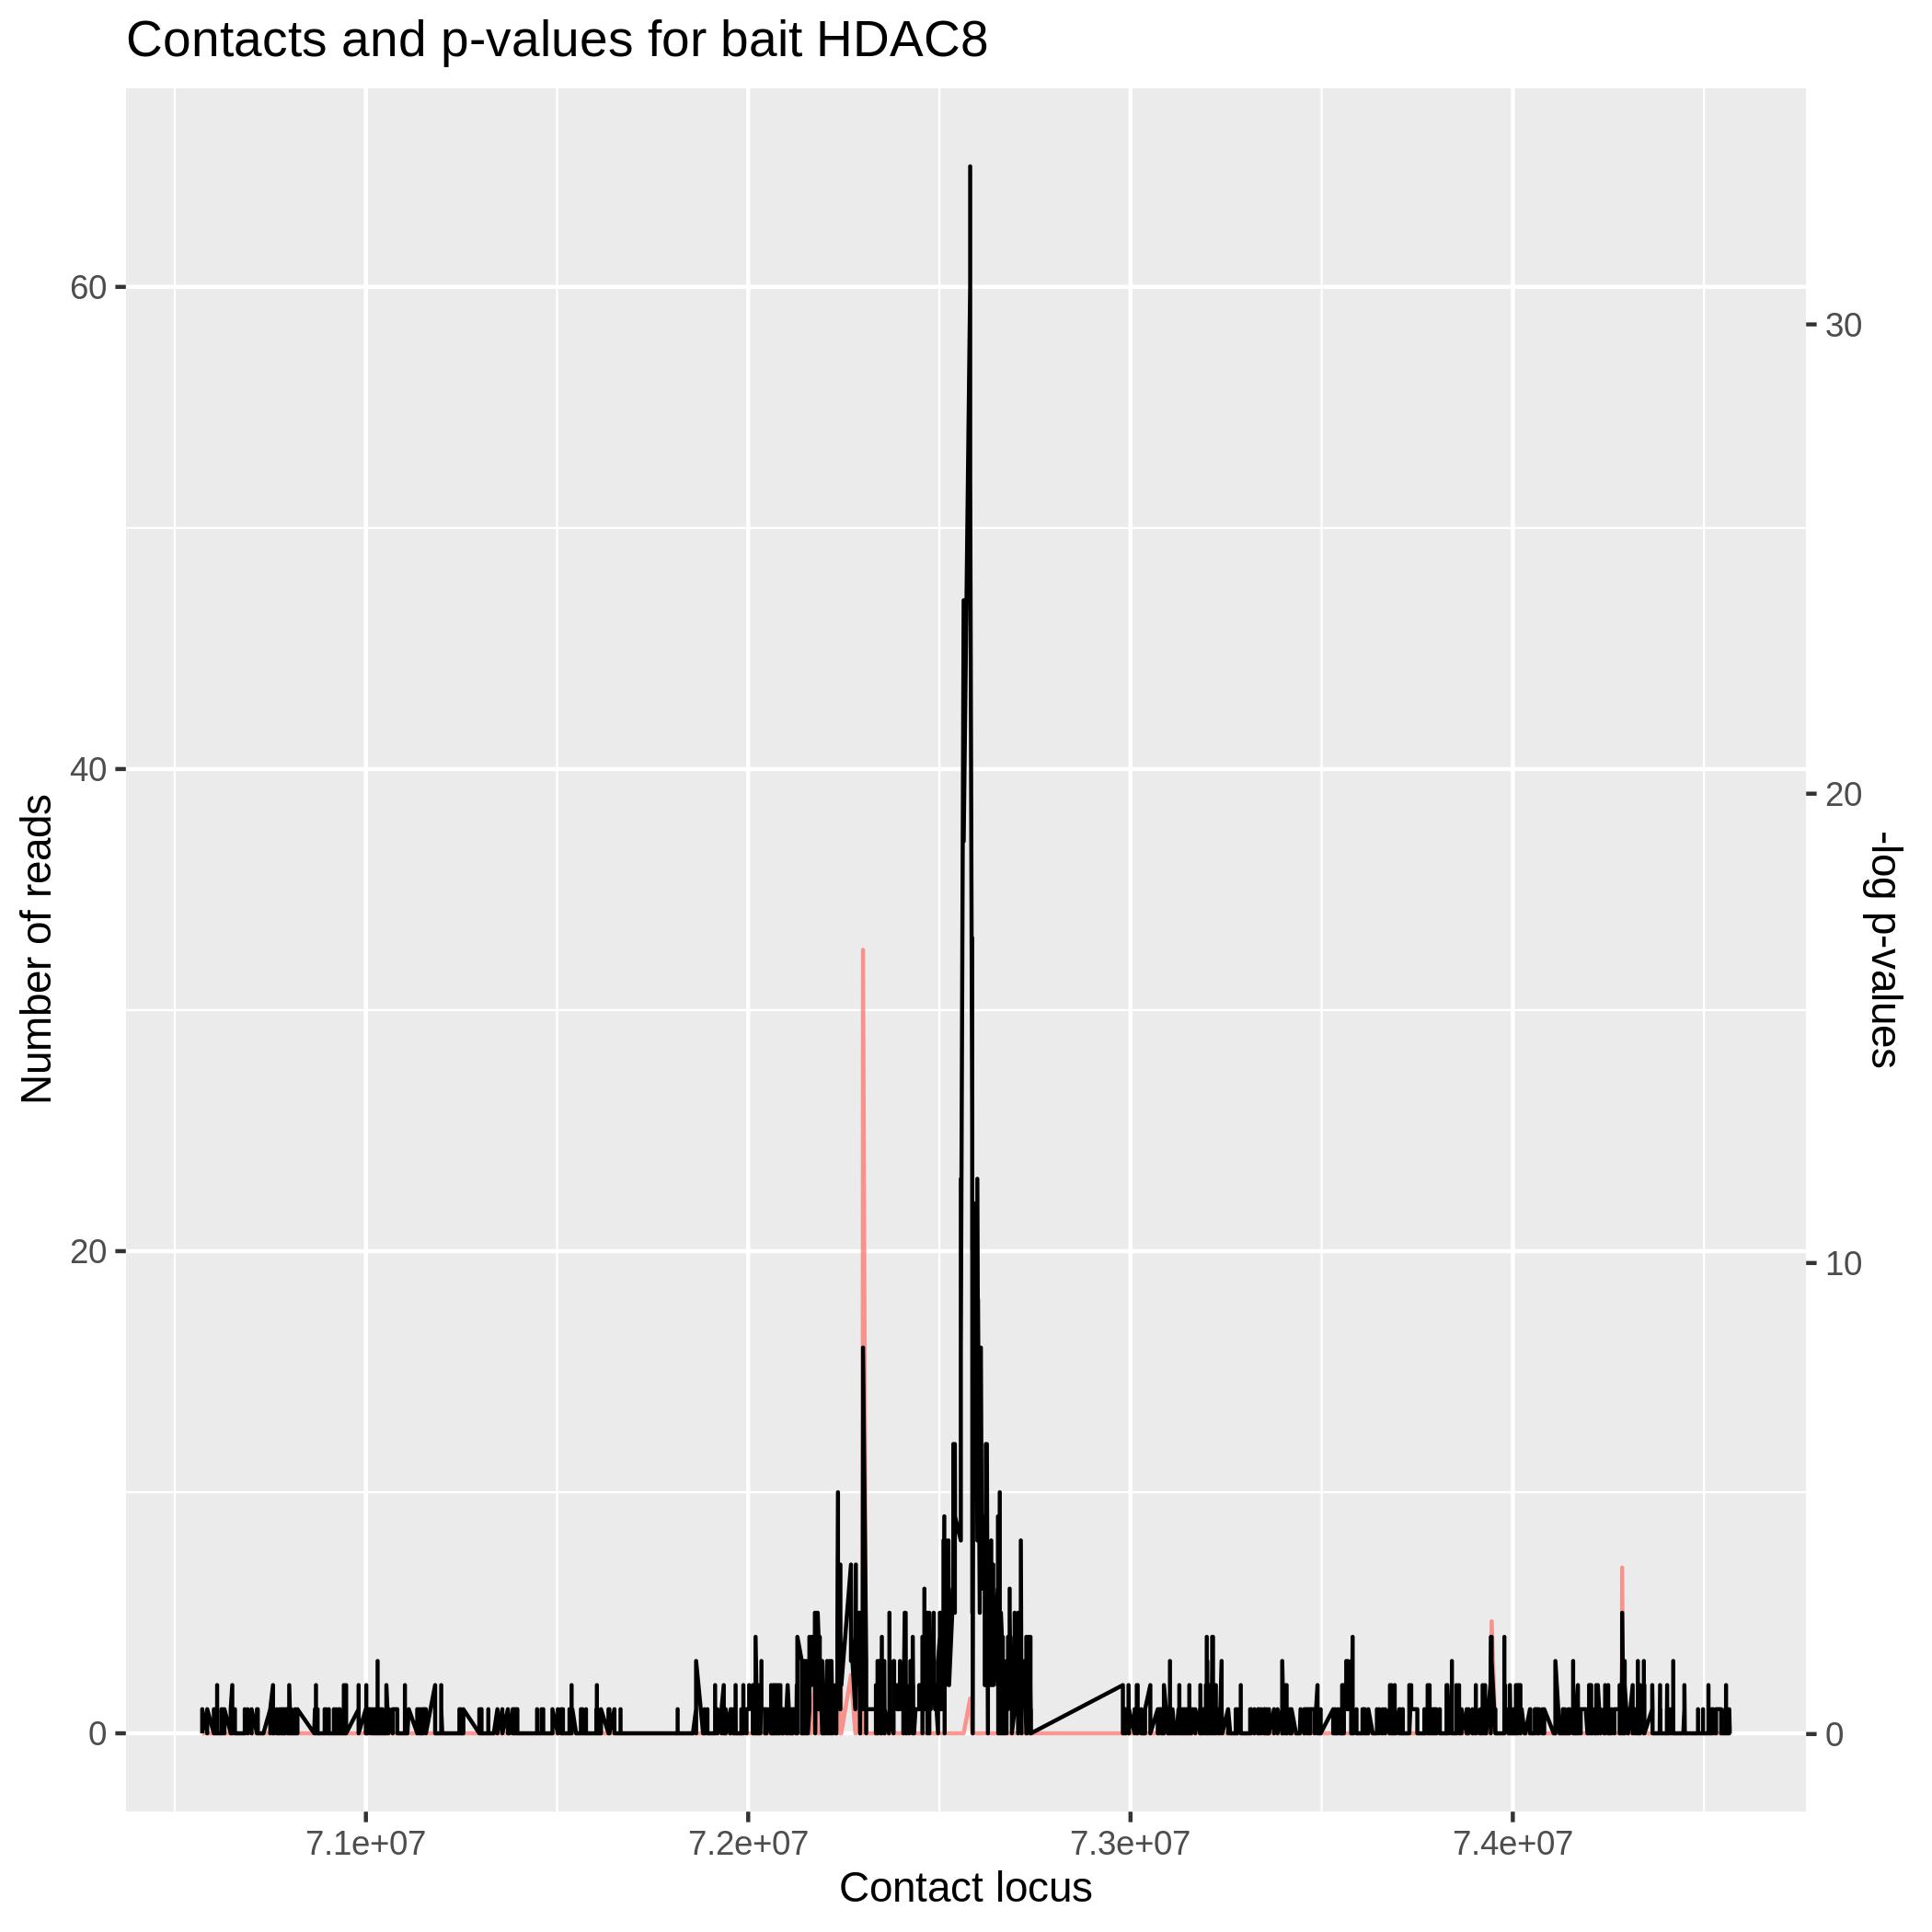 Contacts and p-values for bait HDAC8
Number of reads
60
40
20
0
30
20
10
0
-log p-values
7.1e+07 7.2e+07 7.3e+07 7.4e+07
Contact locus